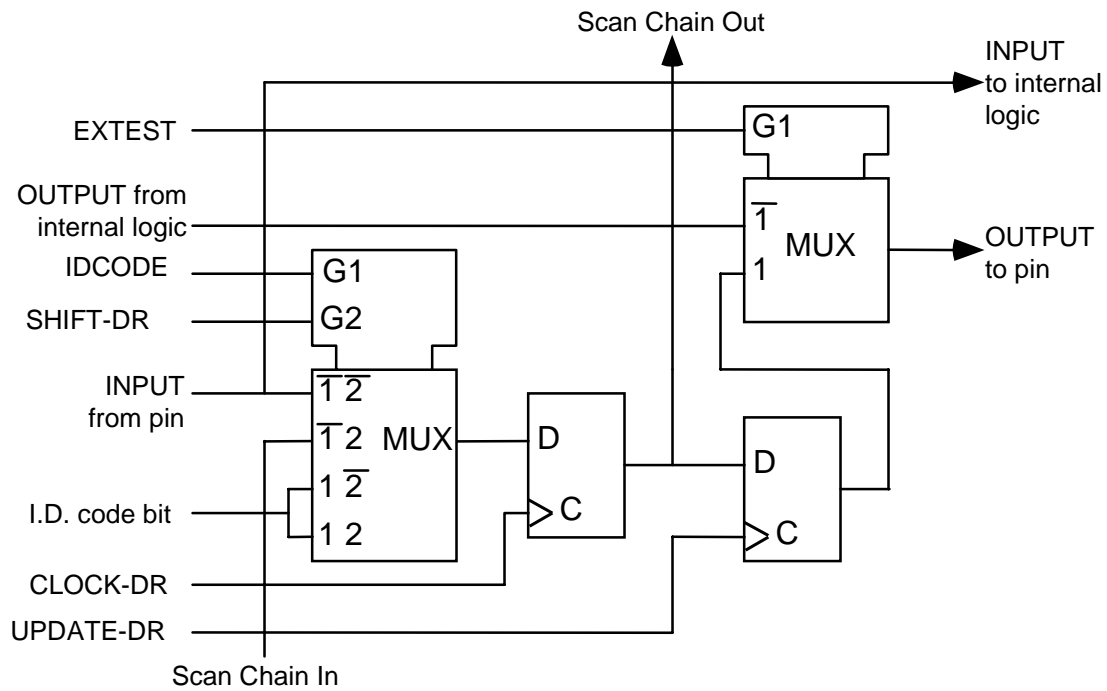 Scan Chain Out
INPUT
to internal
logic
EXTEST
G1
OUTPUT from
internal logic
1̅
MUX
1
OUTPUT
to pin
IDCODE
G1
SHIFT-DR
G2
INPUT
from pin
1̅ 2̅
1̅ 2
MUX
1 2̅
1 2
I.D. code bit
D
C
D
C
CLOCK-DR
UPDATE-DR
Scan Chain In